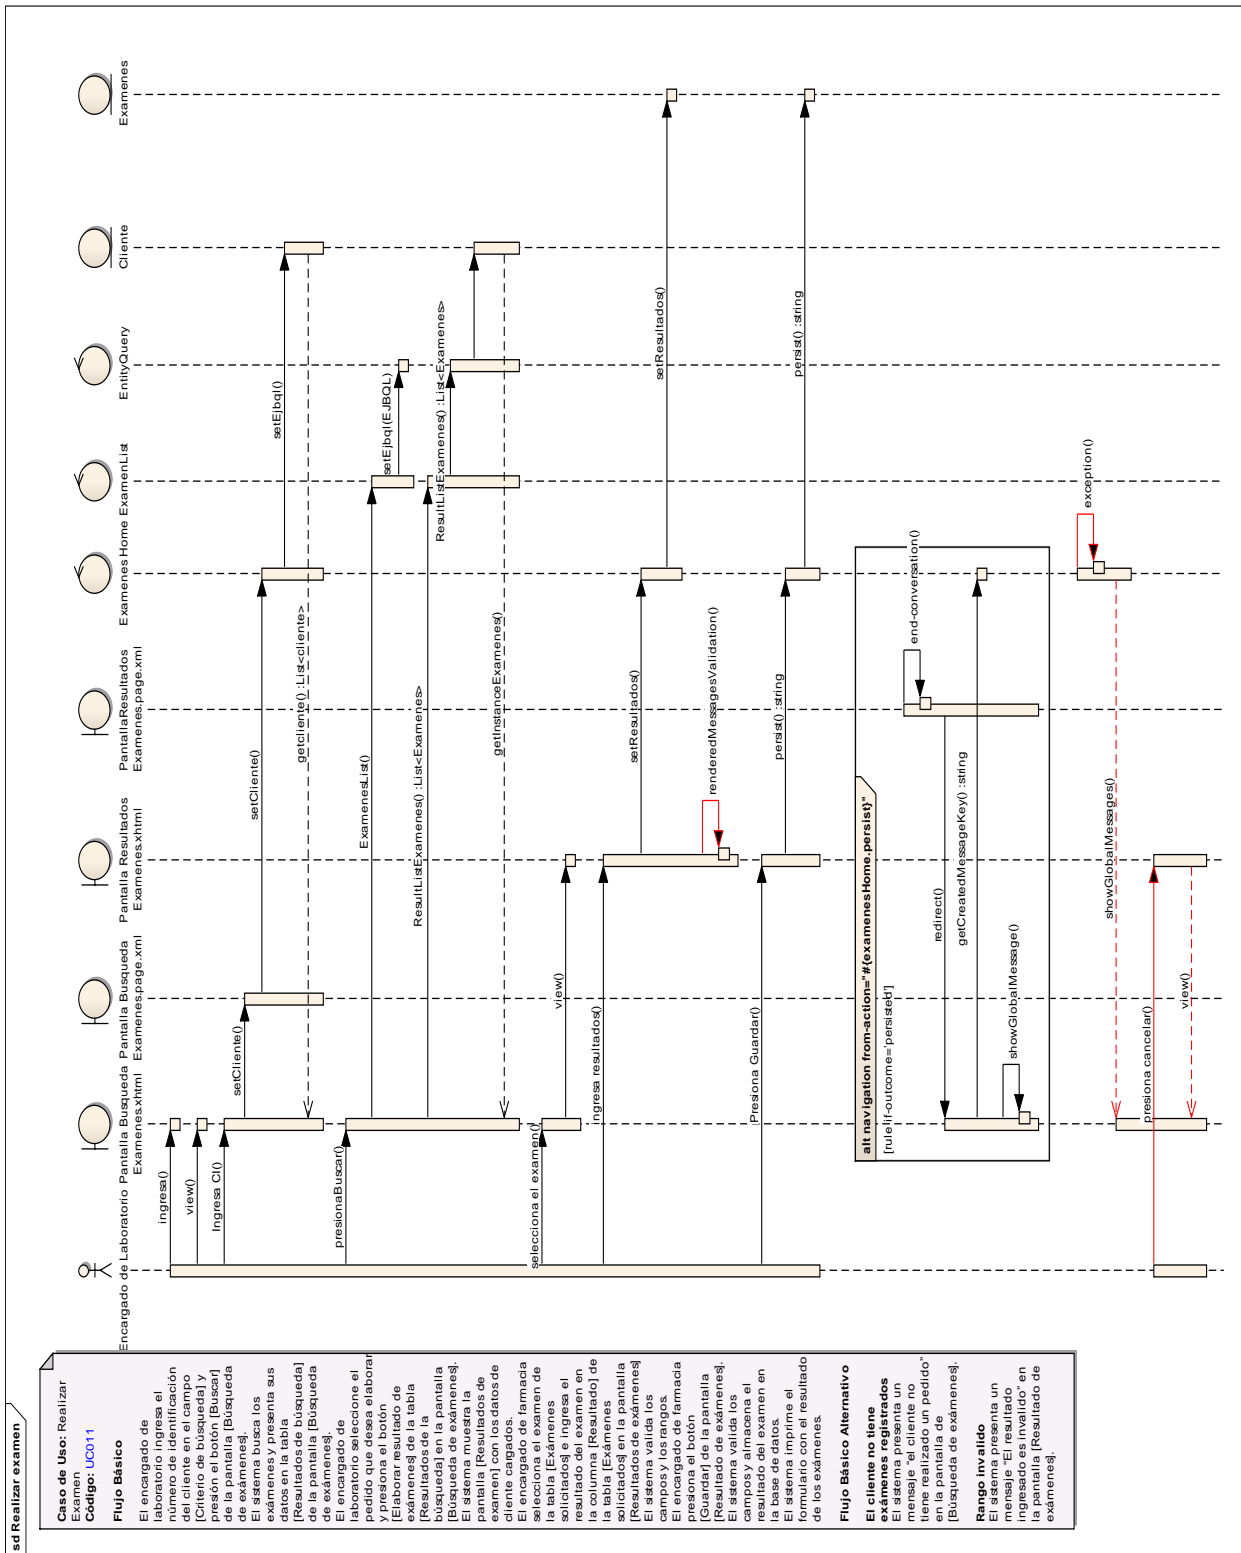 sd Realizar examen
Caso de Uso: Realizar
Examen
Código: UC011
Flujo Básico
El encargado de
laboratorio ingresa el
número de identificación
del cliente en el campo
[Criterio de búsqueda] y
presión el botón [Buscar]
de la pantalla [Búsqueda
de exámenes].
El sistema busca los
exámenes y presenta sus
datos en la tabla
[Resultados de búsqueda]
de la pantalla [Búsqueda
de exámenes].
El encargado de
laboratorio seleccione el
pedido que desea elaborar
y presiona el botón
[Elaborar resultado de
exámenes] de la tabla
[Resultados de la
búsqueda] en la pantalla
[Búsqueda de exámenes].
El sistema muestra la
pantalla [Resultados de
examen] con los datos de
cliente cargados.
El encargado de farmacia
selecciona el examen de
la tabla [Exámenes
solicitados] e ingresa el
resultado del examen en
la columna [Resultado] de
la tabla [Exámenes
solicitados] en la pantalla
[Resultados de exámenes]
El sistema valida los
campos y los rangos.
El encargado de farmacia
presiona el botón
[Guardar] de la pantalla
[Resultado de exámenes].
El sistema valida los
campos y almacena el
resultado del examen en
la base de datos.
El sistema imprime el
formulario con el resultado
de los exámenes.
Flujo Básico Alternativo
El cliente no tiene
exámenes registrados
El sistema presenta un
mensaje "el cliente no
tiene realizado un pedido"
en la pantalla de
[Búsqueda de exámenes].
Rango invalido
El sistema presenta un
mensaje "El resultado
ingresado es invalido" en
la pantalla [Resultado de
exámenes].
Encargado de Laboratorio
Pantalla Busqueda
Examenes.xhtml
Pantalla Busqueda
Examenes.page.xml
Pantalla Resultados
Examenes.xhtml
PantallaResultados
Examenes.page.xml
ExamenesHome
ExamenList
EntityQuery
Cliente
Examenes
ingresa()
view()
Ingresa CI()
setCliente()
setCliente()
setEjbql()
getcliente() :List<cliente>
presionaBuscar()
ExamenesList()
setEjbql(EJBQL)
ResultListExamenes() :List<Examenes>
ResultListExamenes() :List<Examenes>
getInstanceExamenes()
selecciona el examen()
view()
ingresa resultados()
setResultados()
setResultados()
renderedMessagesValidation()
Presiona Guardar()
persist() :string
persist() :string
alt navigation from-action="#{examenesHome.persist}"
[rule if-outcome='persisted']
end-conversation()
redirect()
getCreatedMessageKey() :string
showGlobalMessage()
exception()
showGlobalMessages()
presiona cancelar()
view()